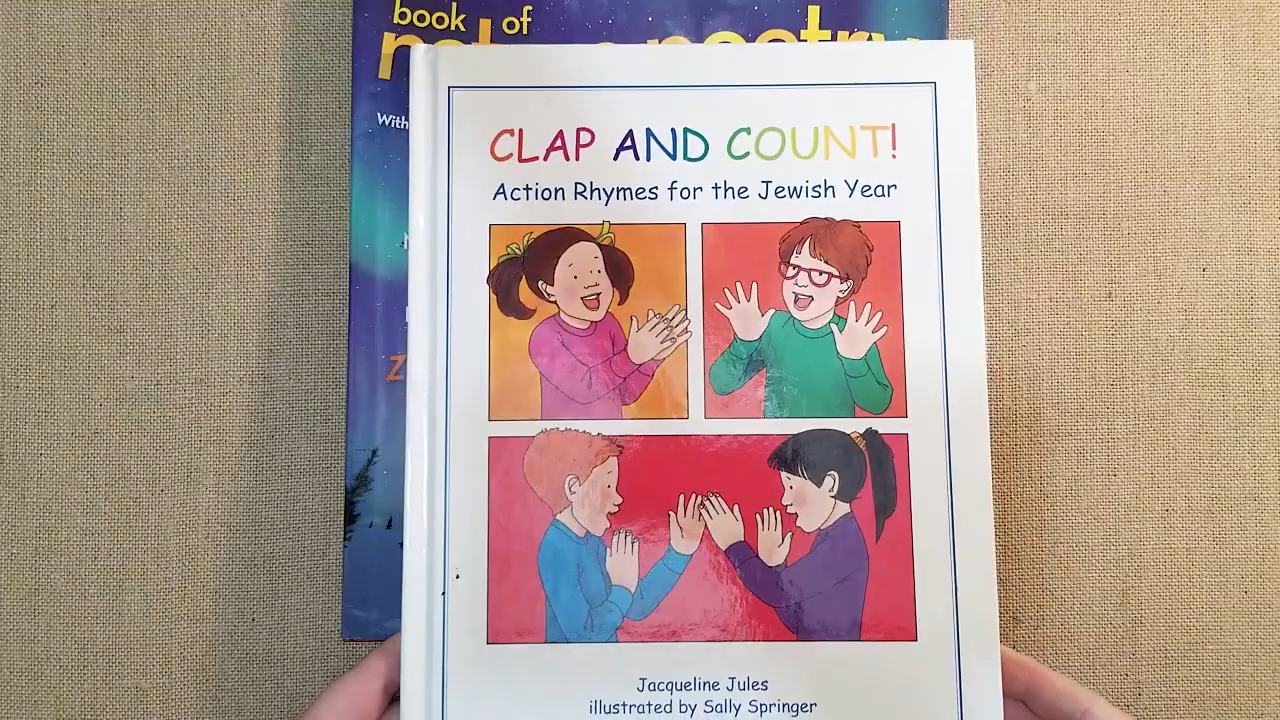 book of
With
CLAP AND COUNT!
Action Rhymes for the Jewish Year
Jacqueline Jules
illustrated by Sally Springer